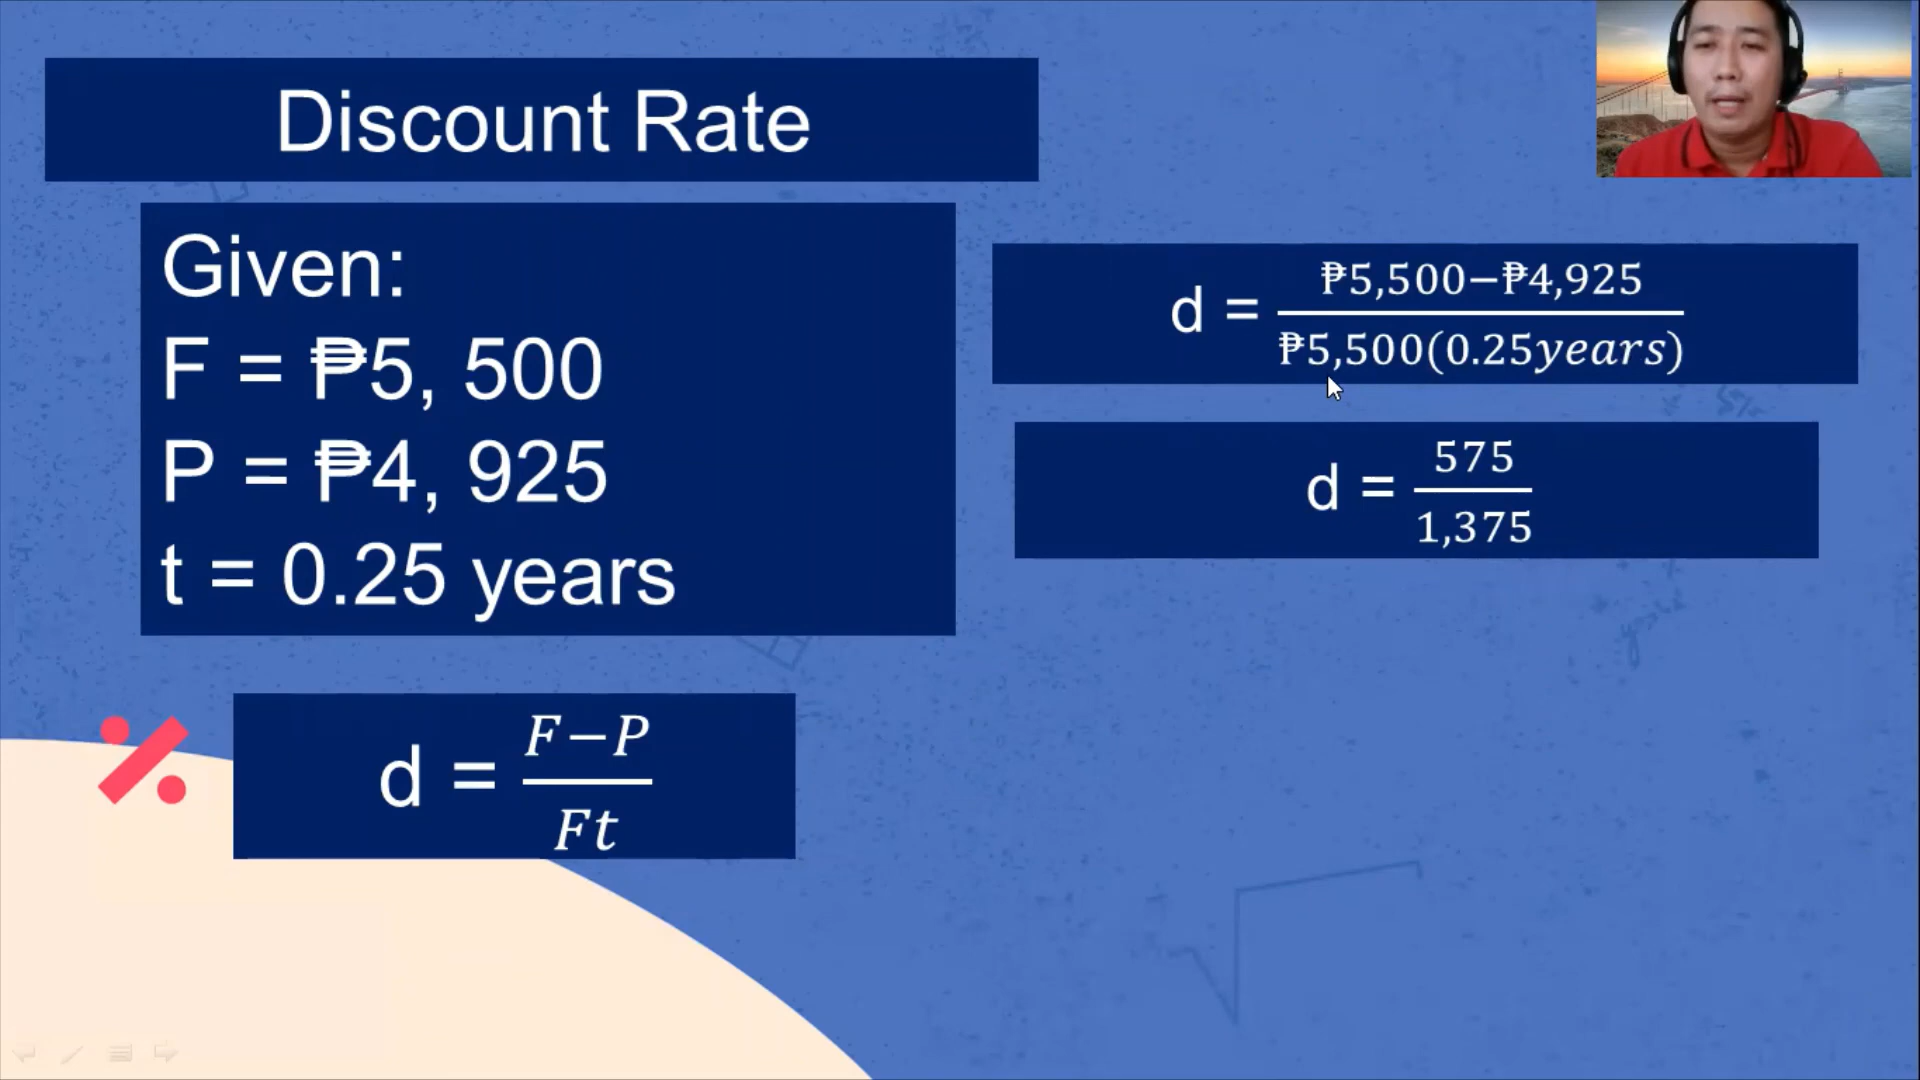 Discount Rate
Given:
F = ₱5, 500
P = ₱4, 925
t = 0.25 years
d = F−P
Ft
d = ₱5,500−₱4,925
₱5,500(0.25years)
d = 575
1,375